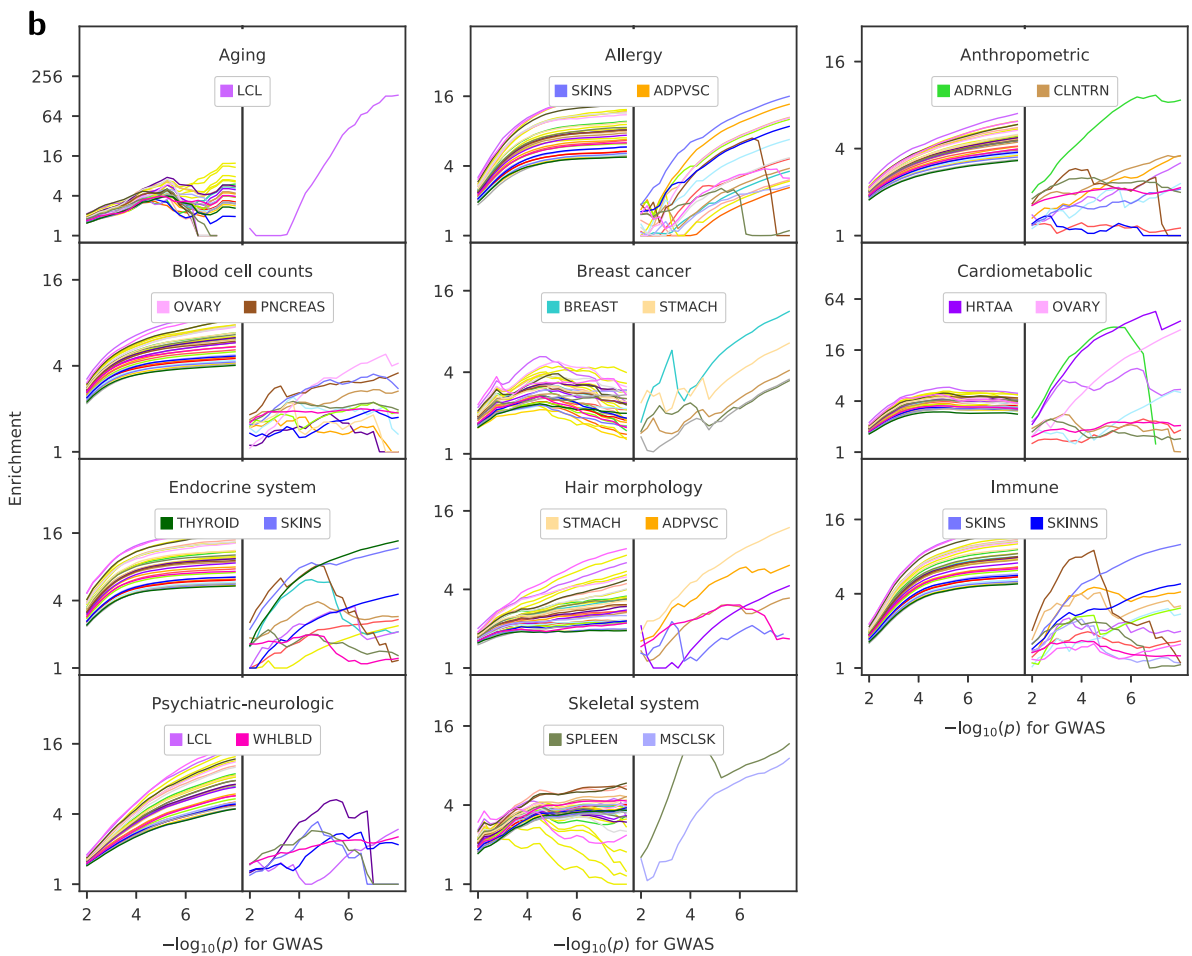 b
Aging
LCL
256
64
16
4
1
Allergy
SKINS ADPVSC
16
4
1
Anthropometric
ADRNLG CLNTRN
16
4
1
Blood cell counts
OVARY PNCREAS
16
4
1
Breast cancer
BREAST STMACH
16
4
1
Cardiometabolic
HRTAA OVARY
64
16
4
1
Enrichment
Endocrine system
THYROID SKINS
16
4
1
Hair morphology
STMACH ADPVSC
16
4
1
Immune
SKINS SKINNS
16
4
1
2 4 6
2 4 6
−log₁₀(p) for GWAS
Psychiatric-neurologic
LCL WHLBLD
16
4
1
2 4 6
2 4 6
−log₁₀(p) for GWAS
Skeletal system
SPLEEN MSCLSK
16
4
1
2 4 6
2 4 6
−log₁₀(p) for GWAS